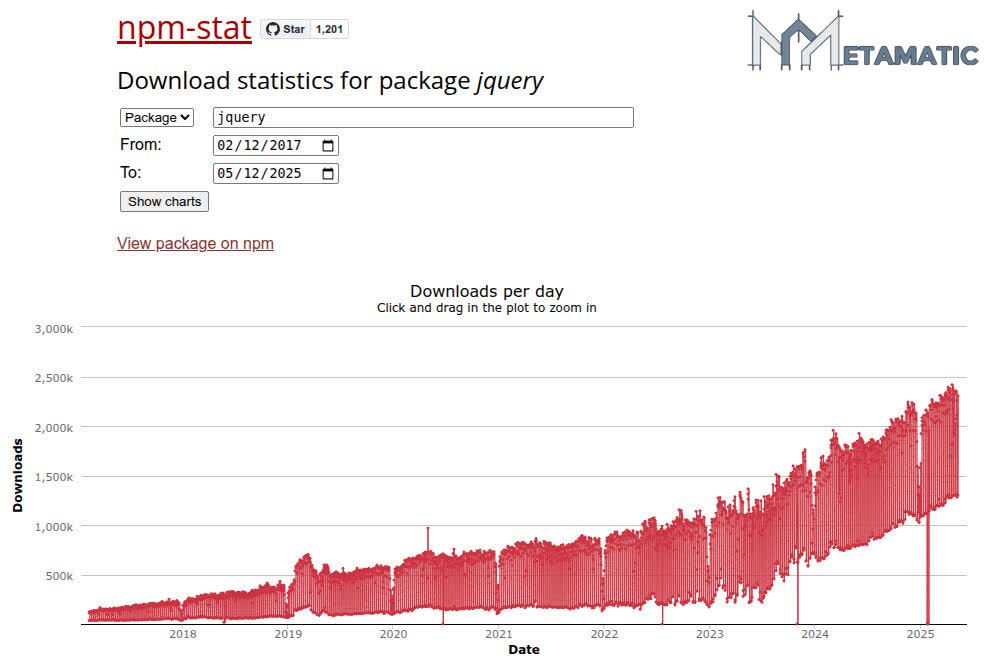 npm-stat
Star 1,201
METAMATIC
Download statistics for package jquery
Package jquery
From: 02/12/2017
To: 05/12/2025
Show charts
View package on npm
Downloads per day
Click and drag in the plot to zoom in
3,000k
2,500k
2,000k
1,500k
1,000k
500k
Downloads
2018 2019 2020 2021 2022 2023 2024 2025
Date